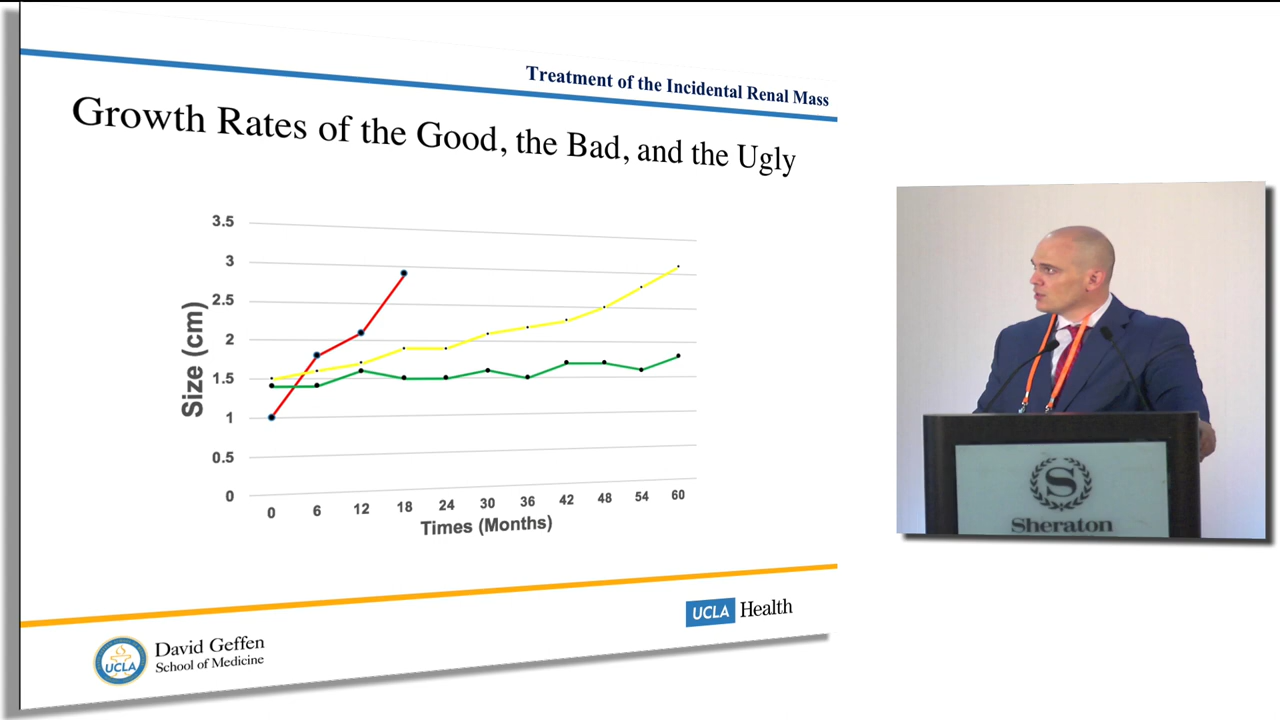 Treatment of the Incidental Renal Mass
Growth Rates of the Good, the Bad, and the Ugly
3.5
3
2.5
2
1.5
1
0.5
0
Size (cm)
0 6 12 18 24 30 36 42 48 54 60
Times (Months)
UCLA Health
UCLA
David Geffen
School of Medicine
S
Sheraton